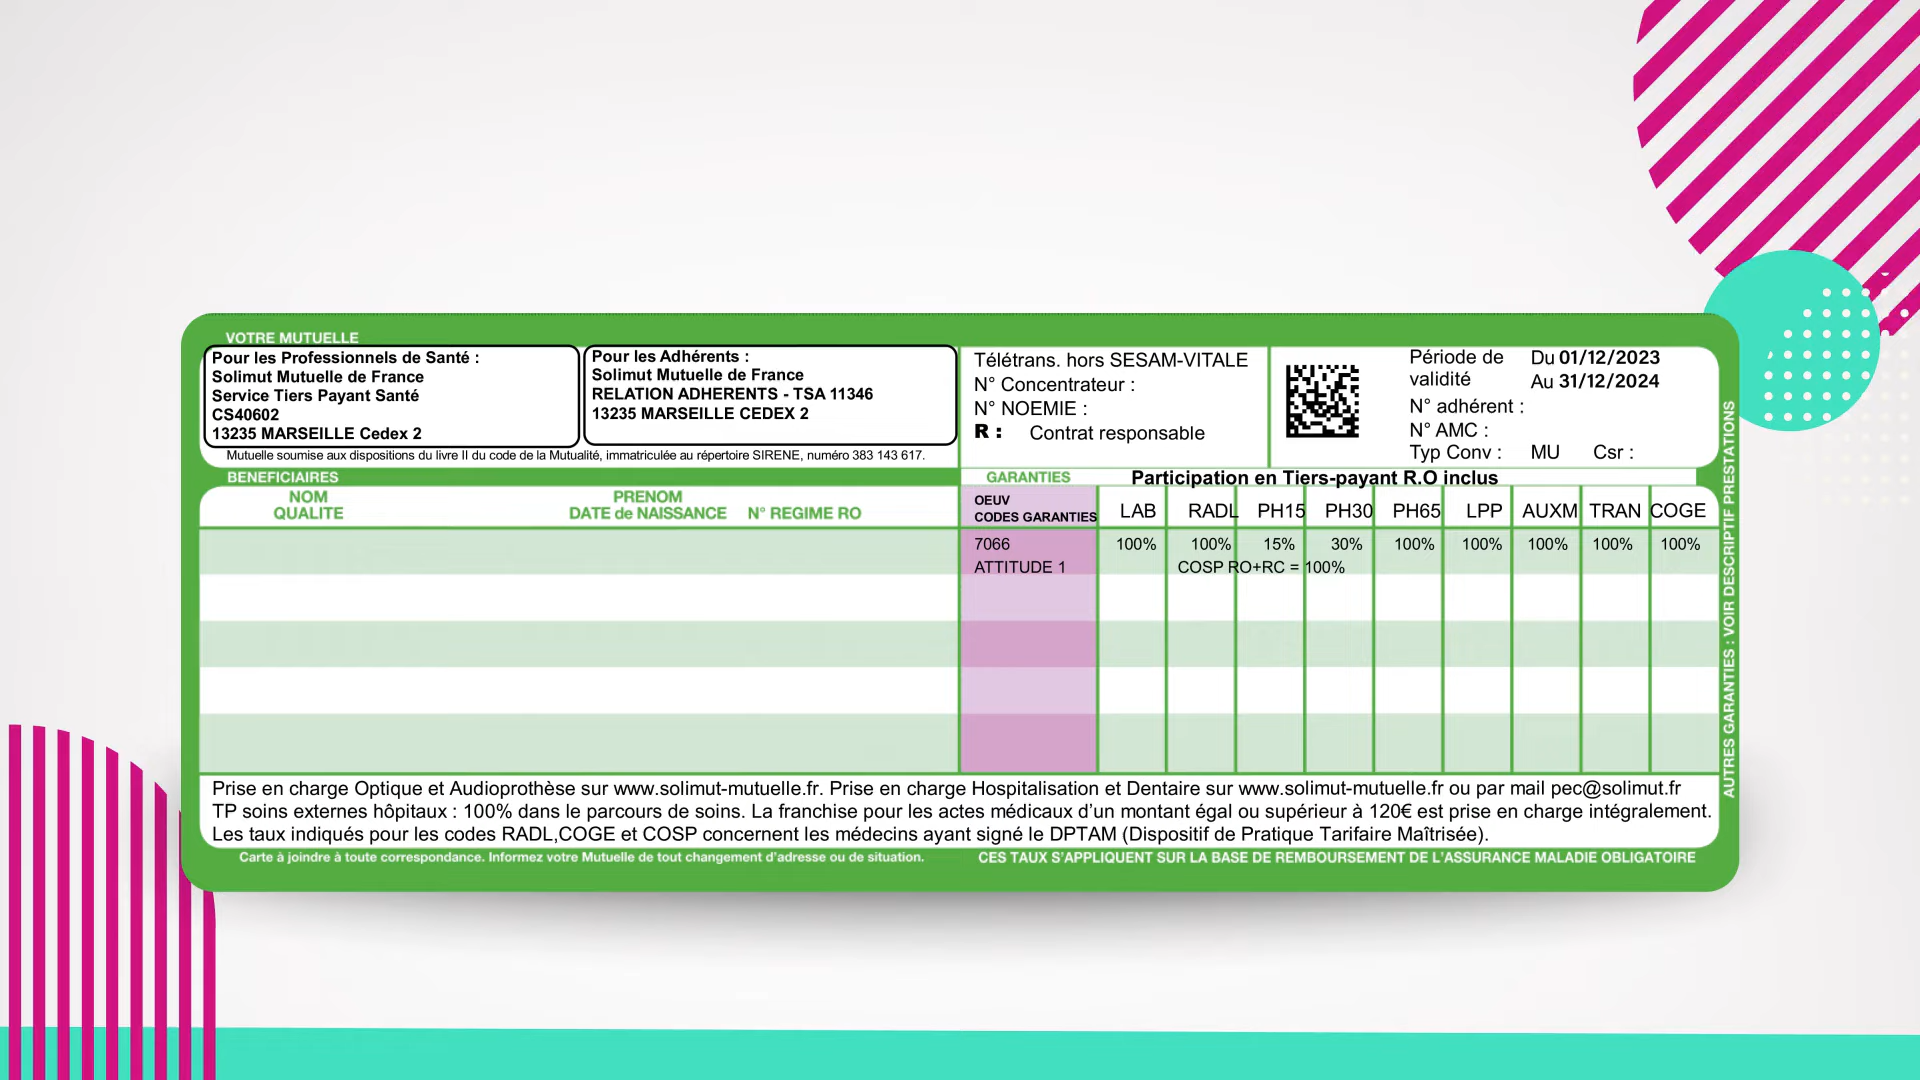 VOTRE MUTUELLE
Pour les Professionnels de Santé :
Solimut Mutuelle de France
Service Tiers Payant Santé
CS40602
13235 MARSEILLE Cedex 2
Pour les Adhérents :
Solimut Mutuelle de France
RELATION ADHERENTS - TSA 11346
13235 MARSEILLE CEDEX 2
Mutuelle soumise aux dispositions du livre II du code de la Mutualité, immatriculée au répertoire SIRENE, numéro 383 143 617.
Télétrans. hors SESAM-VITALE
N° Concentrateur :
N° NOEMIE :
R : Contrat responsable
Période de validité Du 01/12/2023
Au 31/12/2024
N° adhérent :
N° AMC :
Typ Conv : MU Csr :
BENEFICIAIRES
NOM PRENOM
QUALITE DATE de NAISSANCE N° REGIME RO
GARANTIES Participation en Tiers-payant R.O inclus
OEUV
CODES GARANTIES LAB RADL PH15 PH30 PH65 LPP AUXM TRAN COGE
7066 100% 100% 15% 30% 100% 100% 100% 100% 100%
ATTITUDE 1 COSP RO+RC = 100%
AUTRES GARANTIES : VOIR DESCRIPTIF PRESTATIONS
Prise en charge Optique et Audioprothèse sur www.solimut-mutuelle.fr. Prise en charge Hospitalisation et Dentaire sur www.solimut-mutuelle.fr ou par mail pec@solimut.fr
TP soins externes hôpitaux : 100% dans le parcours de soins. La franchise pour les actes médicaux d'un montant égal ou supérieur à 120€ est prise en charge intégralement.
Les taux indiqués pour les codes RADL,COGE et COSP concernent les médecins ayant signé le DPTAM (Dispositif de Pratique Tarifaire Maîtrisée).
Carte à joindre à toute correspondance. Informez votre Mutuelle de tout changement d'adresse ou de situation.
CES TAUX S'APPLIQUENT SUR LA BASE DE REMBOURSEMENT DE L'ASSURANCE MALADIE OBLIGATOIRE